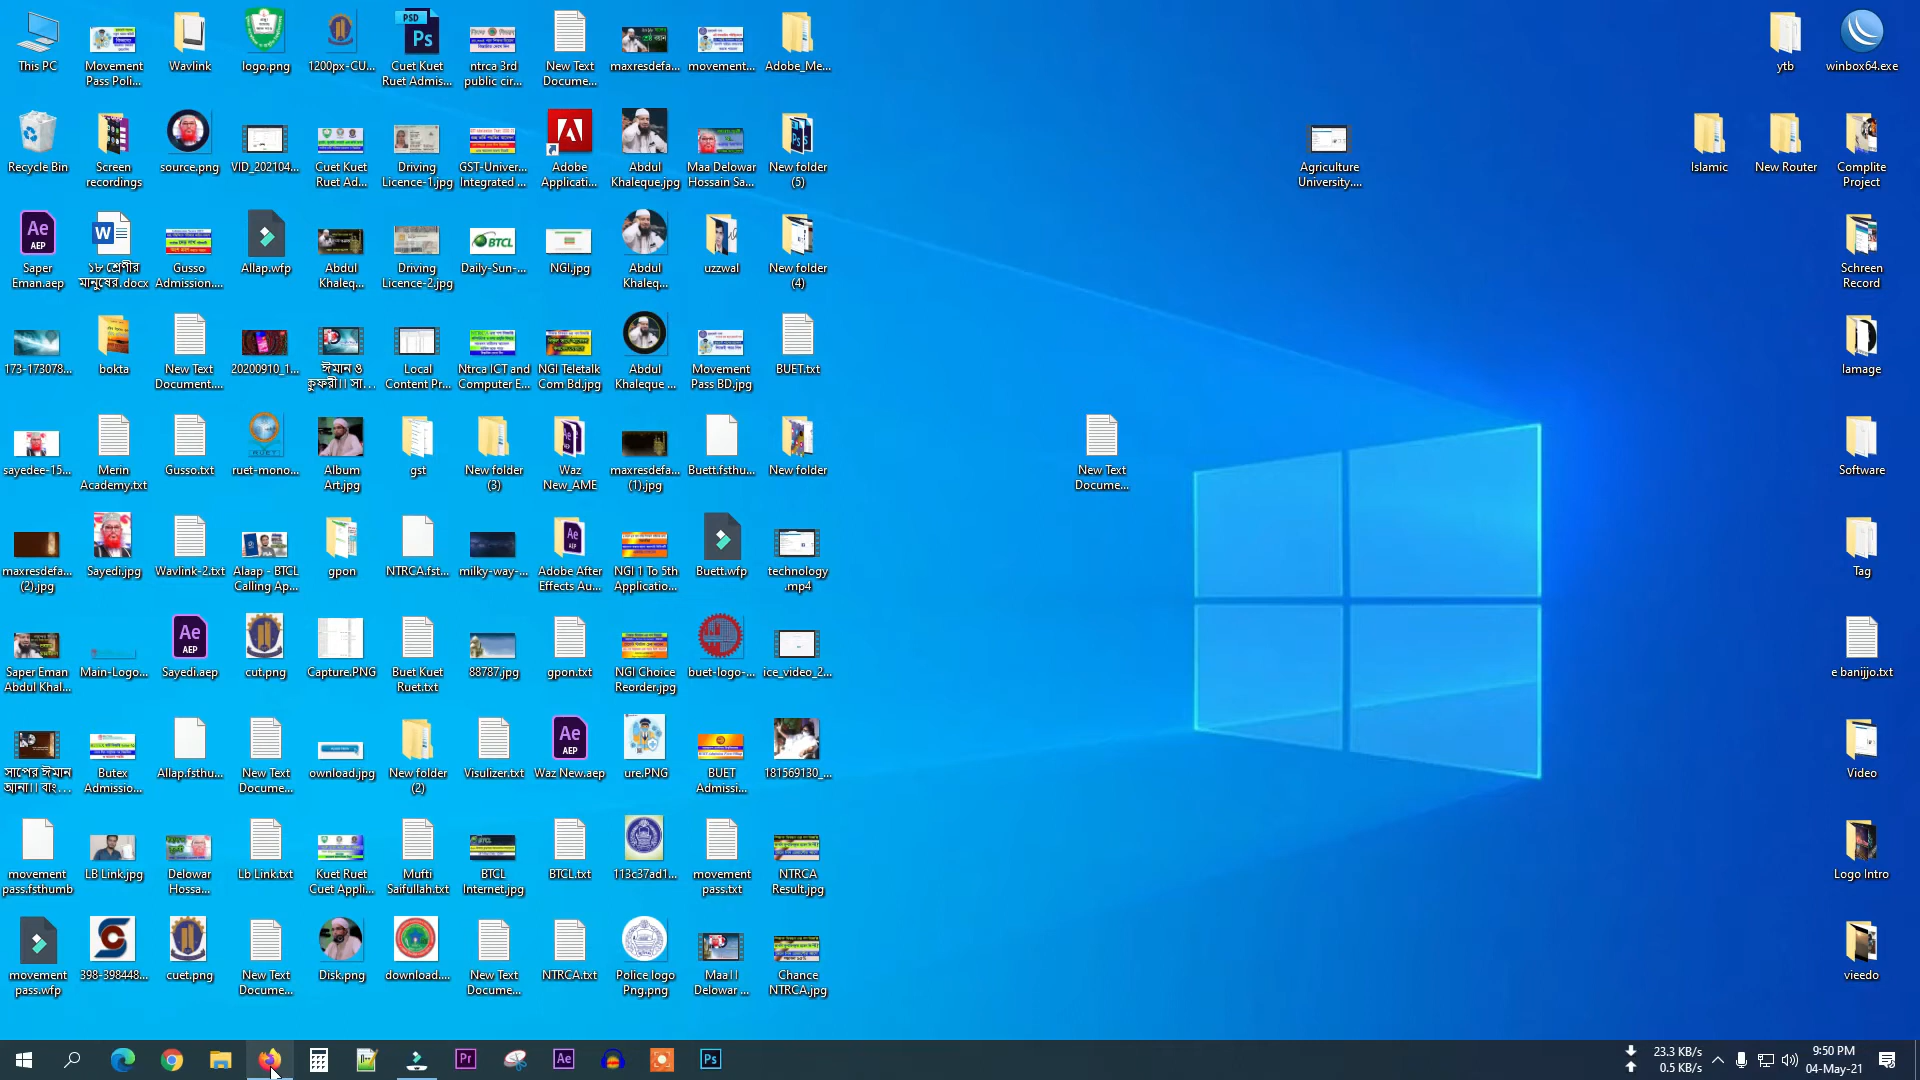 This PC
Movement
Pass Poli...
Wavlink
logo.png
1200px-CU...
PSD
Ps
Cuet Kuet
Ruet Admis...
ntrca 3rd
public cir...
New Text
Docume...
maxresdefa...
movement...
Adobe_Me...
ytb
winbox64.exe
Recycle Bin
Screen
recordings
source.png
VID_202104...
Cuet Kuet
Ruet Ad...
Driving
Licence-1.jpg
GST-Univer...
Integrated ...
Adobe
Applicati...
Abdul
Khaleque.jpg
Maa Delowar
Hossain Sa...
New folder
(5)
Agriculture
University....
Islamic
New Router
Complite
Project
Ae
AEP
Saper
Eman.aep
১৮ শ্রেণীর
মানুষের.docx
Gusso
Admission....
Allap.wfp
Abdul
Khaleq...
Driving
Licence-2.jpg
BTCL
Daily-Sun-...
NGI.jpg
Abdul
Khaleq...
uzzwal
New folder
(4)
Schreen
Record
173-173078...
bokta
New Text
Document....
20200910_1...
ঈমান ও
কুফরী।। সা...
Local
Content Pr...
Ntrca ICT and
Computer E...
NGI Teletalk
Com Bd.jpg
Abdul
Khaleque ...
Movement
Pass BD.jpg
BUET.txt
Iamage
sayedee-15...
Merin
Academy.txt
Gusso.txt
ruet-mono...
Album
Art.jpg
gst
New folder
(3)
Waz
New_AME
maxresdefa...
(1).jpg
Buett.fsthu...
New folder
New Text
Docume...
Software
maxresdefa...
(2).jpg
Sayedi.jpg
Wavlink-2.txt
Alaap - BTCL
Calling Ap...
gpon
NTRCA.fst...
milky-way-...
Adobe After
Effects Au...
NGI 1 To 5th
Applicatio...
Buett.wfp
technology
.mp4
Tag
Saper Eman
Abdul Khal...
Main-Logo...
Ae
AEP
Sayedi.aep
cut.png
Capture.PNG
Buet Kuet
Ruet.txt
88787.jpg
gpon.txt
NGI Choice
Reorder.jpg
buet-logo-...
ice_video_2...
e banijjo.txt
সাপের ঈমান
আনা।। বাং...
Butex
Admissio...
Allap.fsthu...
New Text
Docume...
ownload.jpg
New folder
(2)
Visulizer.txt
Ae
AEP
Waz New.aep
ure.PNG
BUET
Admissi...
181569130_...
Video
movement
pass.fsthumb
LB Link.jpg
Delowar
Hossa...
Lb Link.txt
Kuet Ruet
Cuet Appli...
Mufti
Saifullah.txt
BTCL
Internet.jpg
BTCL.txt
113c37ad1...
movement
pass.txt
NTRCA
Result.jpg
Logo Intro
movement
pass.wfp
398-398448...
cuet.png
New Text
Docume...
Disk.png
download....
New Text
Docume...
NTRCA.txt
Police logo
Png.png
Maa।।
Delowar ...
Chance
NTRCA.jpg
vieedo
Pr
Ae
Ps
23.3 KB/s
0.5 KB/s
9:50 PM
04-May-21